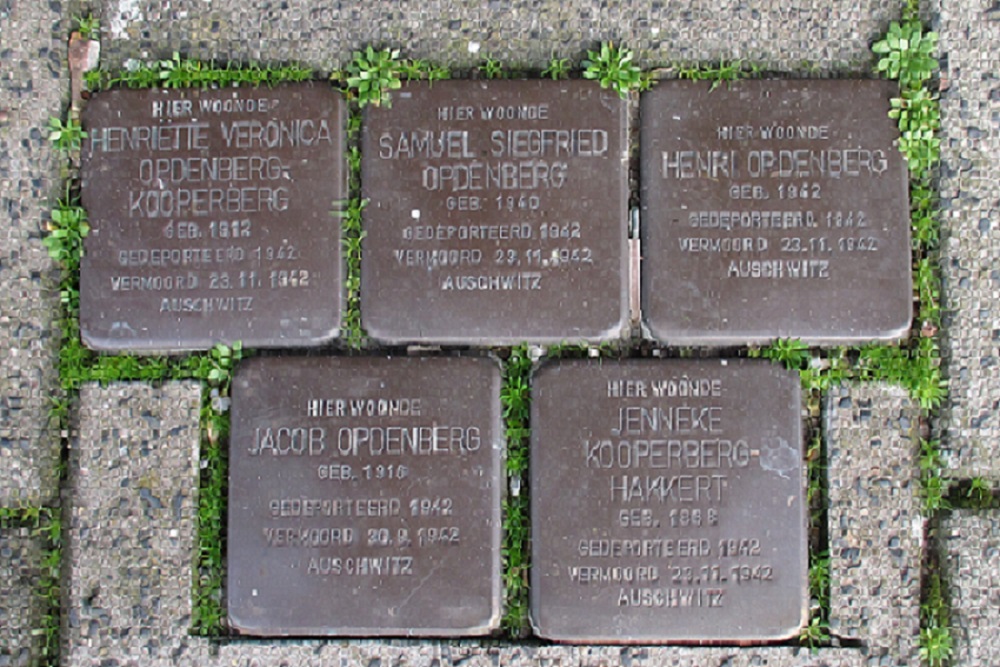 HIER WOONDE
HENRIETTE VERONICA
OPDENBERG-
KOOPERBERG
GEB. 1912
GEDEPORTEERD 1942
VERMOORD 23.11.1942
AUSCHWITZ
HIER WOONDE
SAMUEL SIEGFRIED
OPDENBERG
GEB. 1940
GEDEPORTEERD 1942
VERMOORD 23.11.1942
AUSCHWITZ
HIER WOONDE
HENRI OPDENBERG
GEB. 1942
GEDEPORTEERD 1942
VERMOORD 23.11.1942
AUSCHWITZ
HIER WOONDE
JACOB OPDENBERG
GEB.
GEDEPORTEERD 1942
VERMOORD 30.9.1942
AUSCHWITZ
HIER WOONDE
JENNEKE
KOOPERBERG-
HAKKERT
GEB.
GEDEPORTEERD 1942
VERMOORD 23.11.1942
AUSCHWITZ